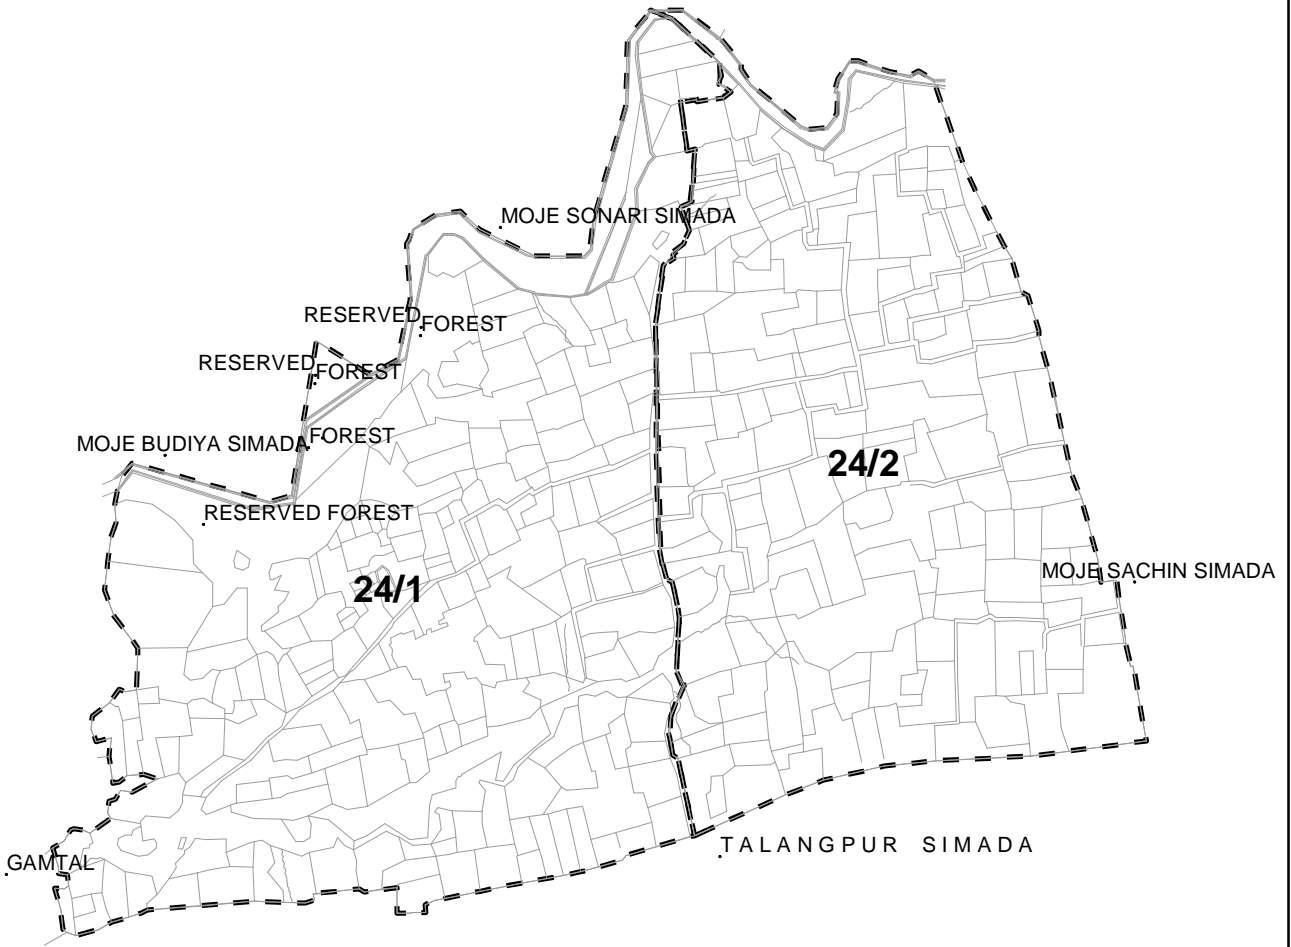 MOJE SONARI SIMADA
RESERVED FOREST
RESERVED FOREST
MOJE BUDIYA SIMADA FOREST
24/2
RESERVED FOREST
MOJE SACHIN SIMADA
24/1
TALANGPUR SIMADA
GAMTAL